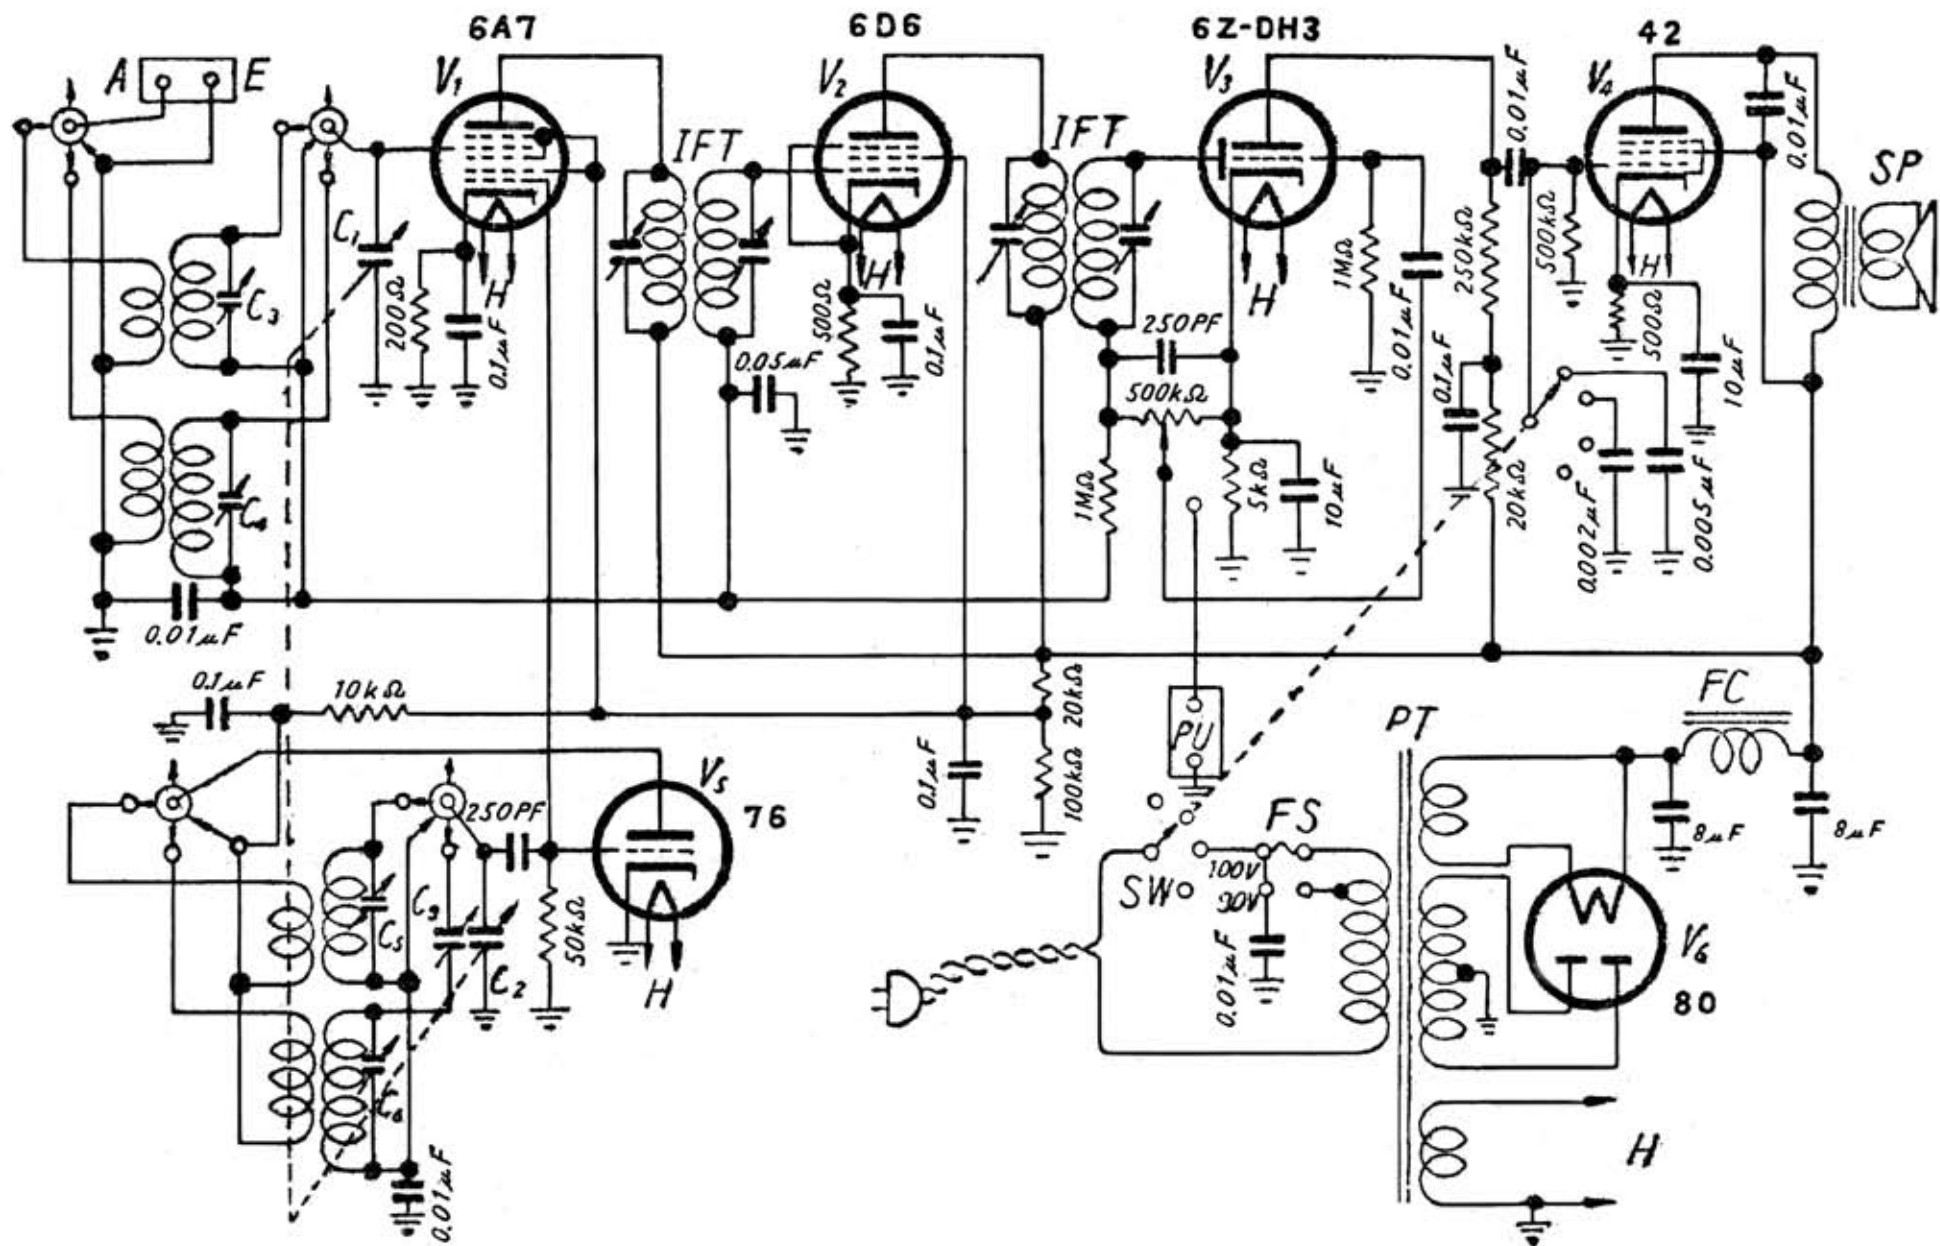 6A7
6D6
6Z-DH3
42
A
E
V1
V2
V3
V4
IFT
IFT
SP
C1
C3
C4
200Ω
0.1μF
H
500Ω
H
0.1μF
0.05μF
250PF
500kΩ
1MΩ
5kΩ
10μF
H
1MΩ
0.01μF
250kΩ
0.1μF
20kΩ
0.01μF
500kΩ
H
500Ω
10μF
0.002μF
0.005μF
0.01μF
0.01μF
0.1μF
10kΩ
20kΩ
100kΩ
0.1μF
PU
PT
FC
8μF
8μF
250PF
V5
76
50kΩ
H
C9
C2
C5
C6
0.01μF
SW
FS
100V
90V
0.01μF
V6
80
H